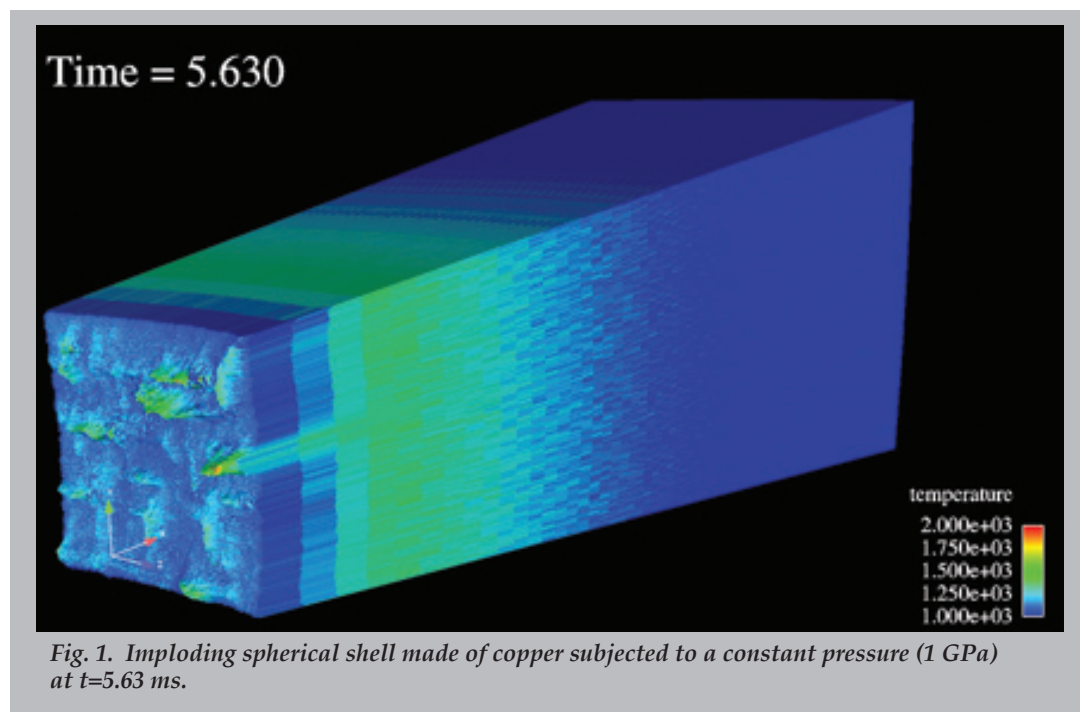 Time = 5.630
temperature
2.000e+03
1.750e+03
1.500e+03
1.250e+03
1.000e+03
Fig. 1. Imploding spherical shell made of copper subjected to a constant pressure (1 GPa)
at t=5.63 ms.